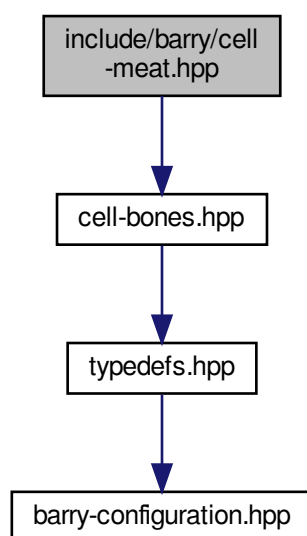 include/barry/cell
-meat.hpp
cell-bones.hpp
typedefs.hpp
barry-configuration.hpp